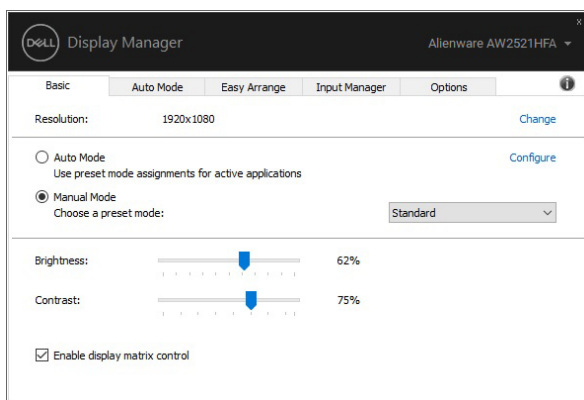 x
DELL Display Manager Alienware AW2521HFA
Basic Auto Mode Easy Arrange Input Manager Options i
Resolution: 1920x1080 Change
Auto Mode Configure
Use preset mode assignments for active applications
Manual Mode
Choose a preset mode: Standard
Brightness: 62%
Contrast: 75%
Enable display matrix control